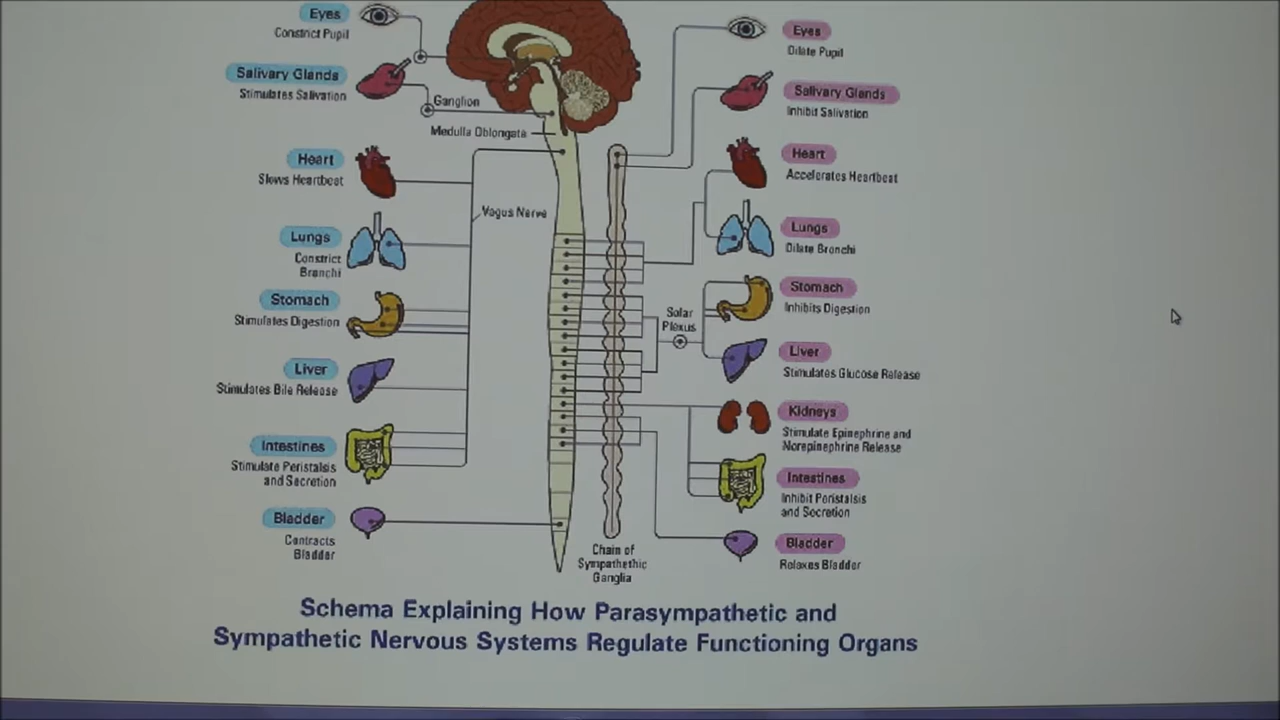 Eyes
Constrict Pupil
Salivary Glands
Stimulates Salivation
Heart
Slows Heartbeat
Lungs
Constrict
Bronchi
Stomach
Stimulates Digestion
Liver
Stimulates Bile Release
Intestines
Stimulate Peristalsis
and Secretion
Bladder
Contracts
Bladder
Ganglion
Medulla Oblongata
Vagus Nerve
Solar
Plexus
Chain of
Sympathethic
Ganglia
Eyes
Dilate Pupil
Salivary Glands
Inhibit Salivation
Heart
Accelerates Heartbeat
Lungs
Dilate Bronchi
Stomach
Inhibits Digestion
Liver
Stimulates Glucose Release
Kidneys
Stimulate Epinephrine and
Norepinephrine Release
Intestines
Inhibit Peristalsis
and Secretion
Bladder
Relaxes Bladder
Schema Explaining How Parasympathetic and
Sympathetic Nervous Systems Regulate Functioning Organs